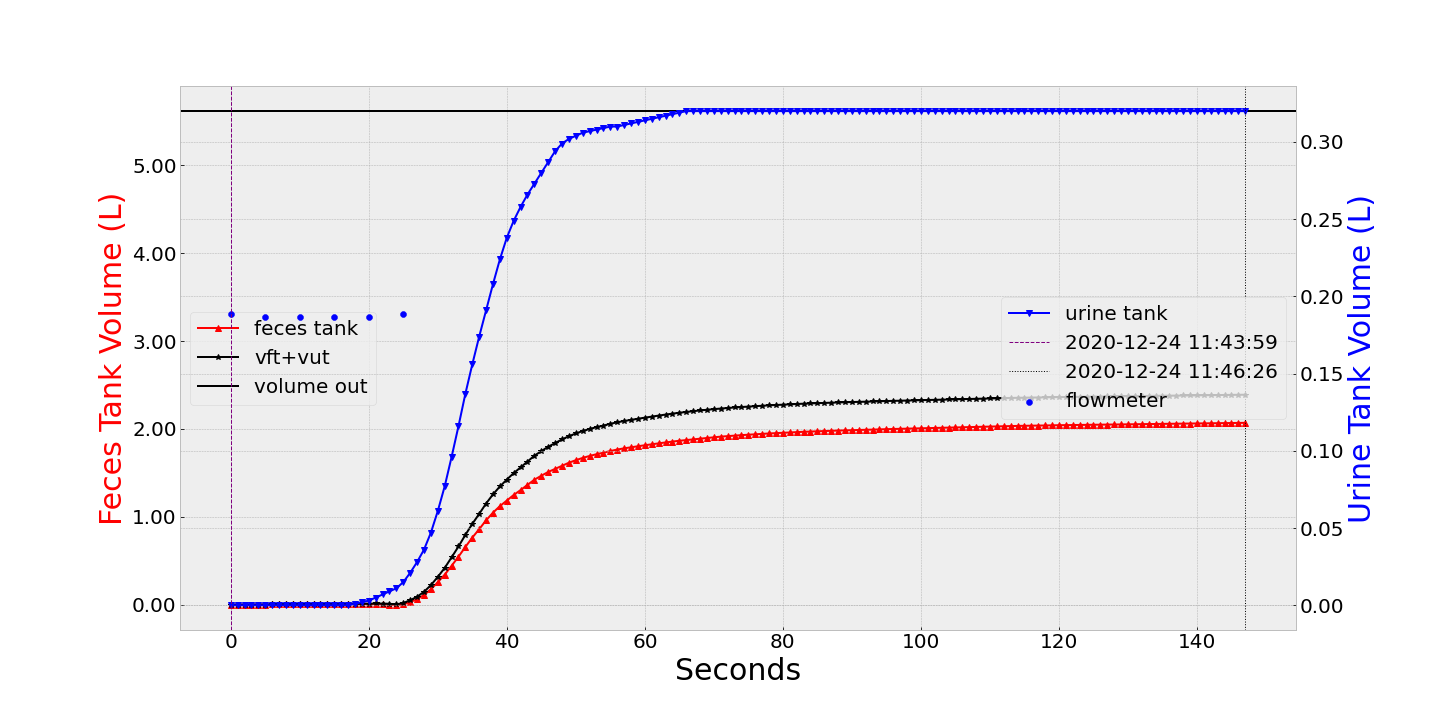 Feces Tank Volume (L)
5.00
4.00
3.00
2.00
1.00
0.00
feces tank
vft+vut
volume out
urine tank
2020-12-24 11:43:59
2020-12-24 11:46:26
flowmeter
0.30
0.25
0.20
0.15
0.10
0.05
0.00
Urine Tank Volume (L)
0 20 40 60 80 100 120 140
Seconds